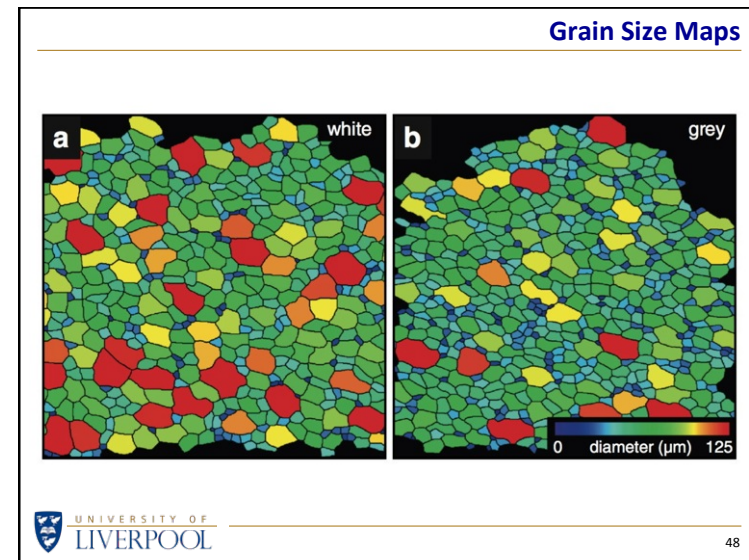 Grain Size Maps
a
white
b
grey
0 diameter (μm) 125
UNIVERSITY OF
LIVERPOOL
48